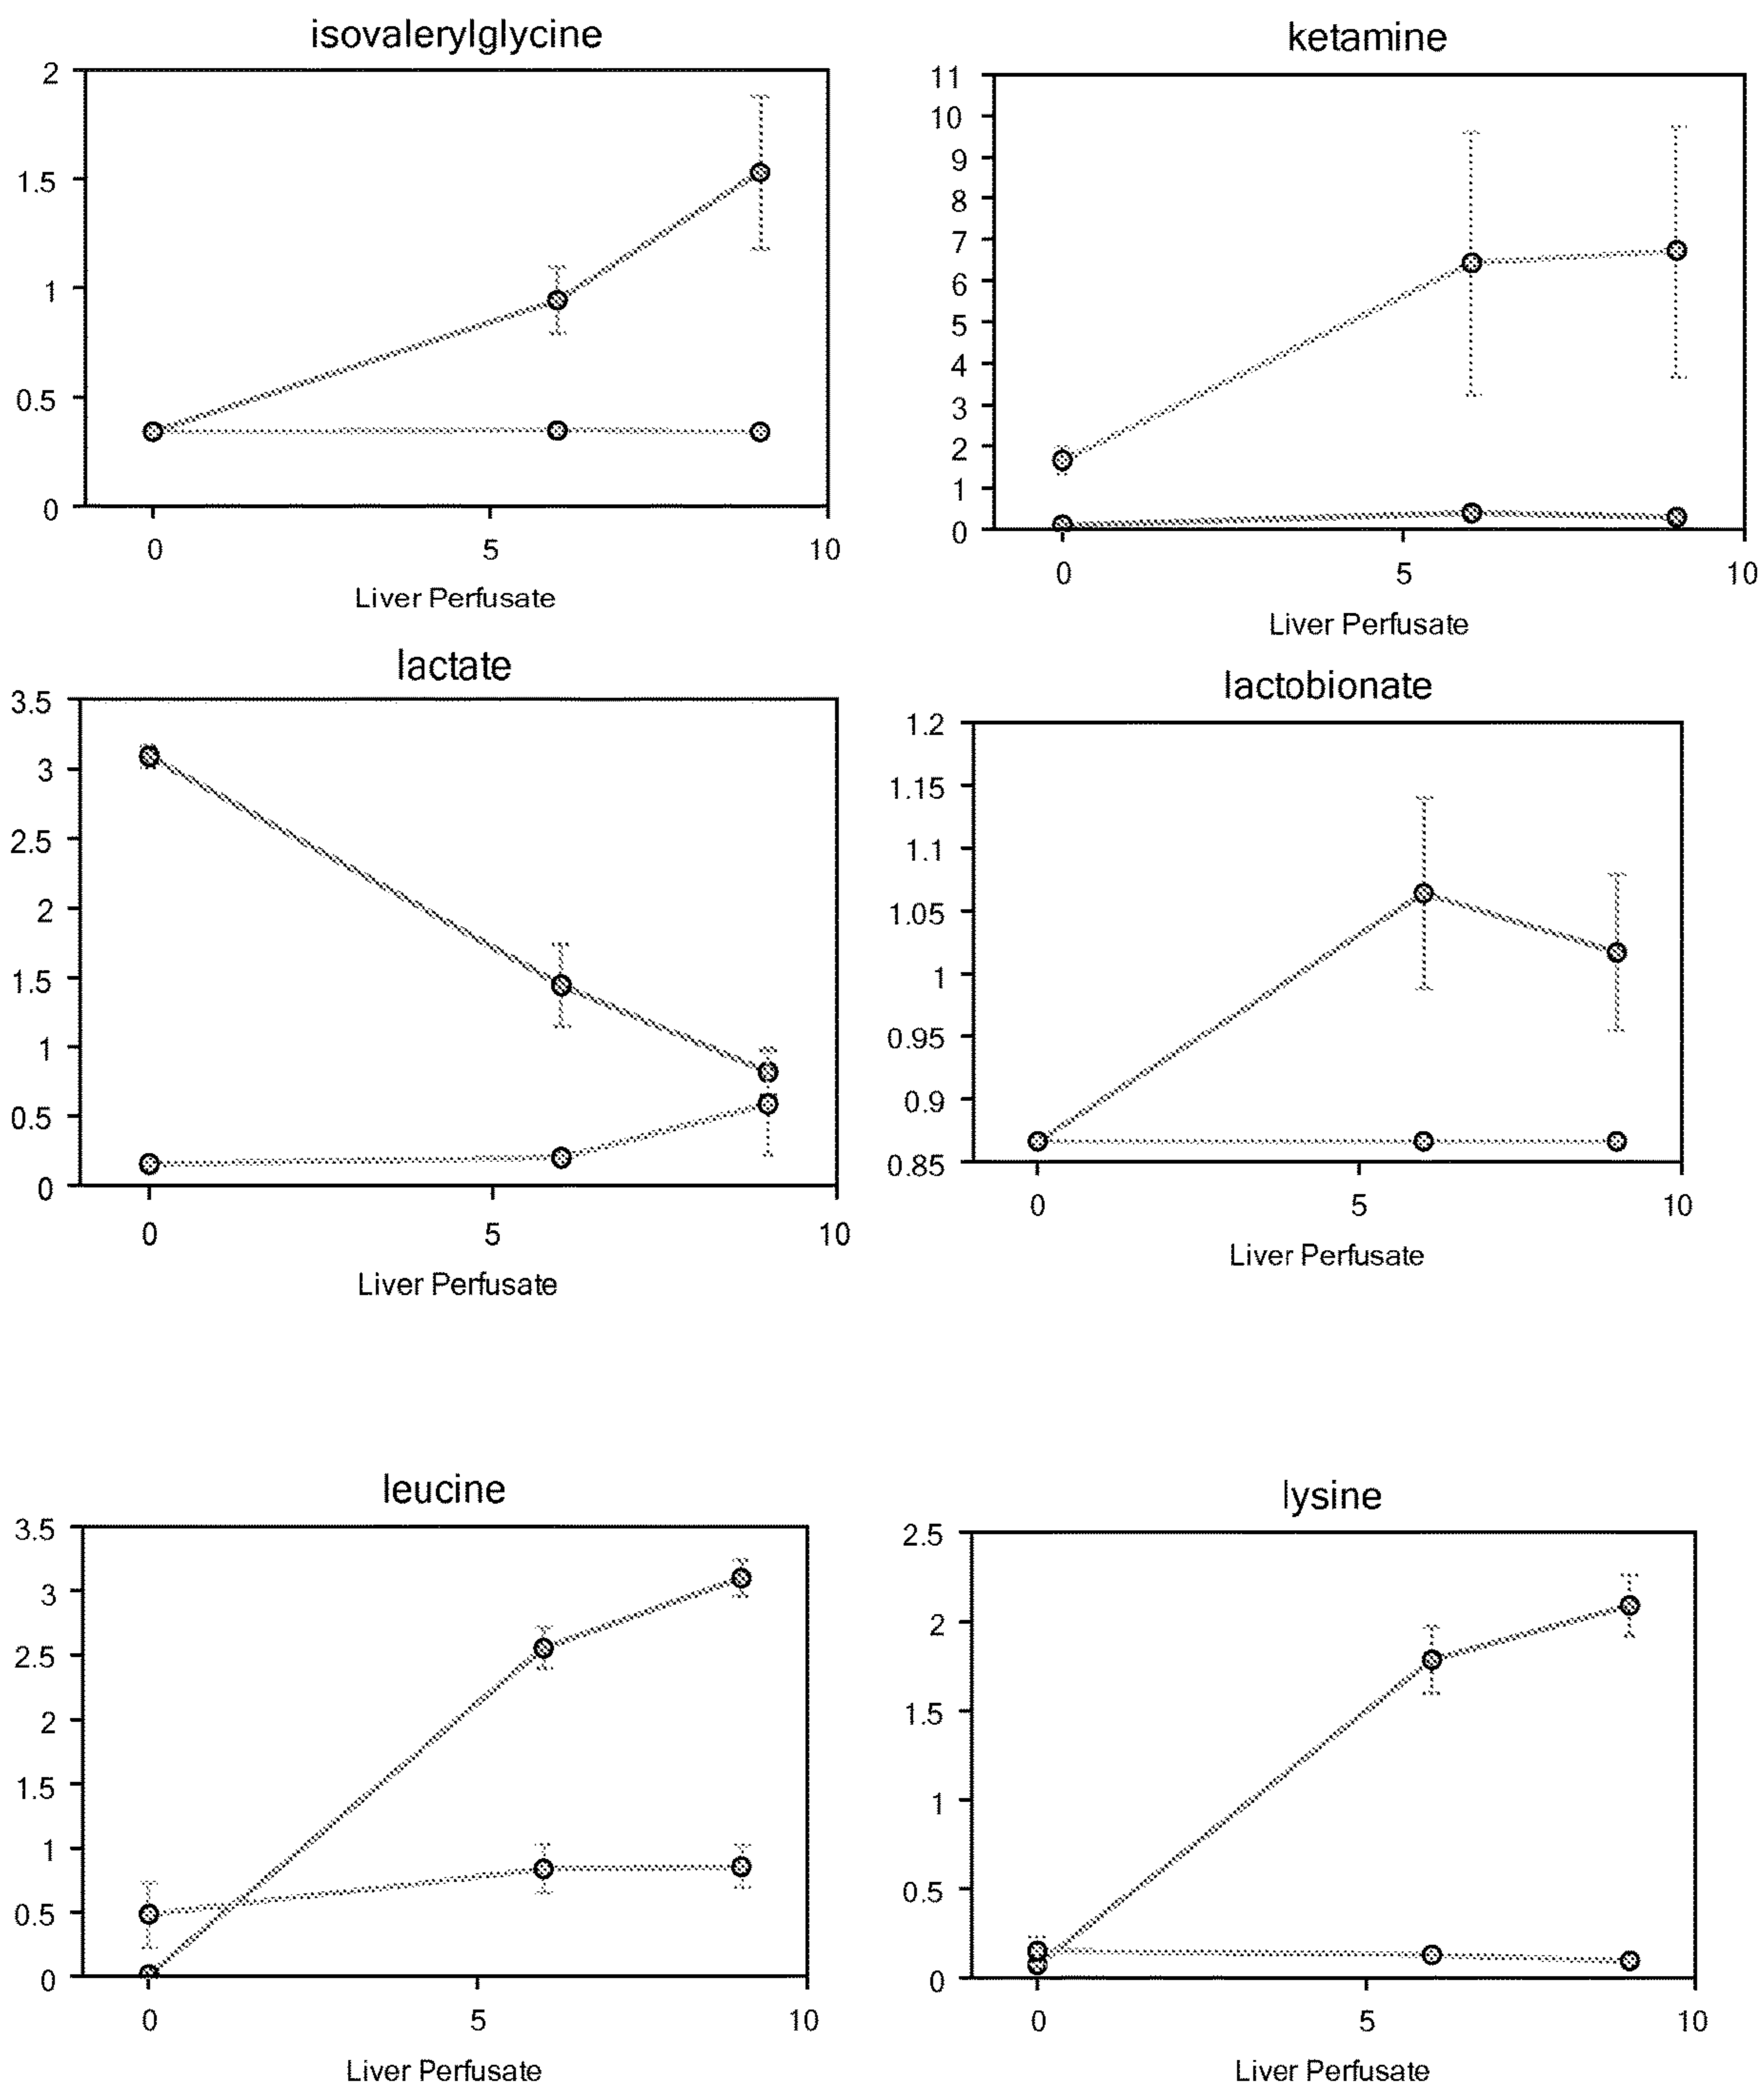 isovalerylglycine
2
1.5
1
0.5
0
0 5 10
Liver Perfusate
ketamine
11
10
9
8
7
6
5
4
3
2
1
0
0 5 10
Liver Perfusate
lactate
3.5
3
2.5
2
1.5
1
0.5
0
0 5 10
Liver Perfusate
lactobionate
1.2
1.15
1.1
1.05
1
0.95
0.9
0.85
0 5 10
Liver Perfusate
leucine
3.5
3
2.5
2
1.5
1
0.5
0
0 5 10
Liver Perfusate
lysine
2.5
2
1.5
1
0.5
0
0 5 10
Liver Perfusate